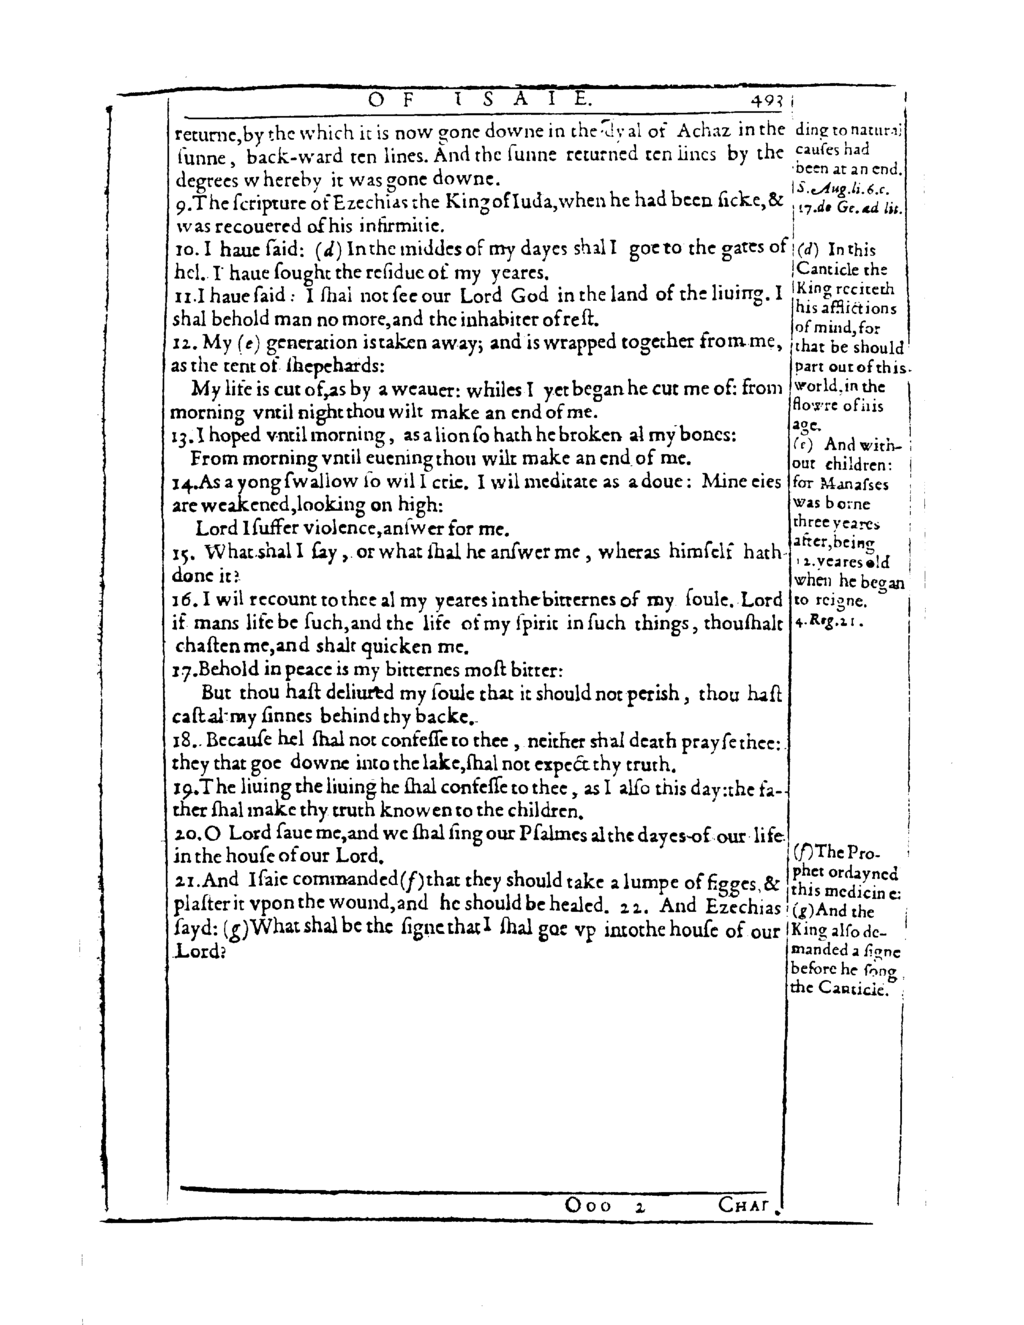 OF ISAIE. 493
returne,by the which it is now gone downe in the dyal of Achaz in the
ſunne, back-ward ten lines. And the ſunne returned ten lines by the
degrees whereby it was gone downe.
9.The ſcripture of Ezechias the King of Iuda,when he had been ſicke,&
was recouered of his infirmitie.
10. I haue ſaid: (d) In the middes of my dayes shal I goe to the gates of
hel. I haue ſought the reſidue of my yeares.
11.I haue ſaid: I ſhal not ſee our Lord God in the land of the liuing. I
shal behold man no more,and the inhabiter of reſt.
12. My (e) generation is taken away; and is wrapped together from me,
as the tent of ſhepehards:
My life is cut of,as by a weauer: whiles I yet began he cut me of: from
morning vntil night thou wilt make an end of me.
13.I hoped vntil morning, as a lion ſo hath he broken al my bones:
From morning vntil euening thou wilt make an end of me.
14.As a yong ſwallow ſo wil I crie. I wil meditate as a doue: Mine eies
are weakened,looking on high:
Lord I ſuffer violence,anſwer for me.
15. What shal I ſay, or what ſhal he anſwer me, wheras himſelf hath
done it?
16. I wil recount to thee al my yeares in the bitternes of my ſoule. Lord
if mans life be ſuch,and the life of my ſpirit in ſuch things, thou ſhalt
chaſten me,and shalt quicken me.
17.Behold in peace is my bitternes moſt bitter:
But thou haſt deliured my ſoule that it should not perish, thou haſt
caſt al my ſinnes behind thy backe.
18. Becauſe hel ſhal not confeſſe to thee, neither shal death prayſe thee:
they that goe downe into the lake,ſhal not expect thy truth.
19.The liuing the liuing he ſhal confeſſe to thee, as I alſo this day:the fa-
ther ſhal make thy truth knowen to the children.
20.O Lord ſaue me,and we ſhal ſing our Pſalmes al the dayes of our life
in the houſe of our Lord.
21.And Iſaie commanded(f)that they should take a lumpe of figges,&
plaſter it vpon the wound,and he should be healed. 22. And Ezechias
ſayd: (g)What shal be the ſigne that I ſhal goe vp into the houſe of our
Lord?
ding to natural
cauſes had
been at an end.
S.Aug.li.6.c.
17.de Ge.ad lit.
(d) In this
Canticle the
King reciteth
his afflictions
of mind,for
that he should
part out of this
world,in the
flowre of his
age.
(e) And with-
out children:
for Manaſses
was borne
three yeares
after,being
12.yeares old
when he began
to reigne.
4.Reg.21.
(f)The Pro-
phet ordayned
this medicine:
(g)And the
King alſo de-
manded a ſigne
before he ſong
the Canticle.
Ooo 2 CHAP.